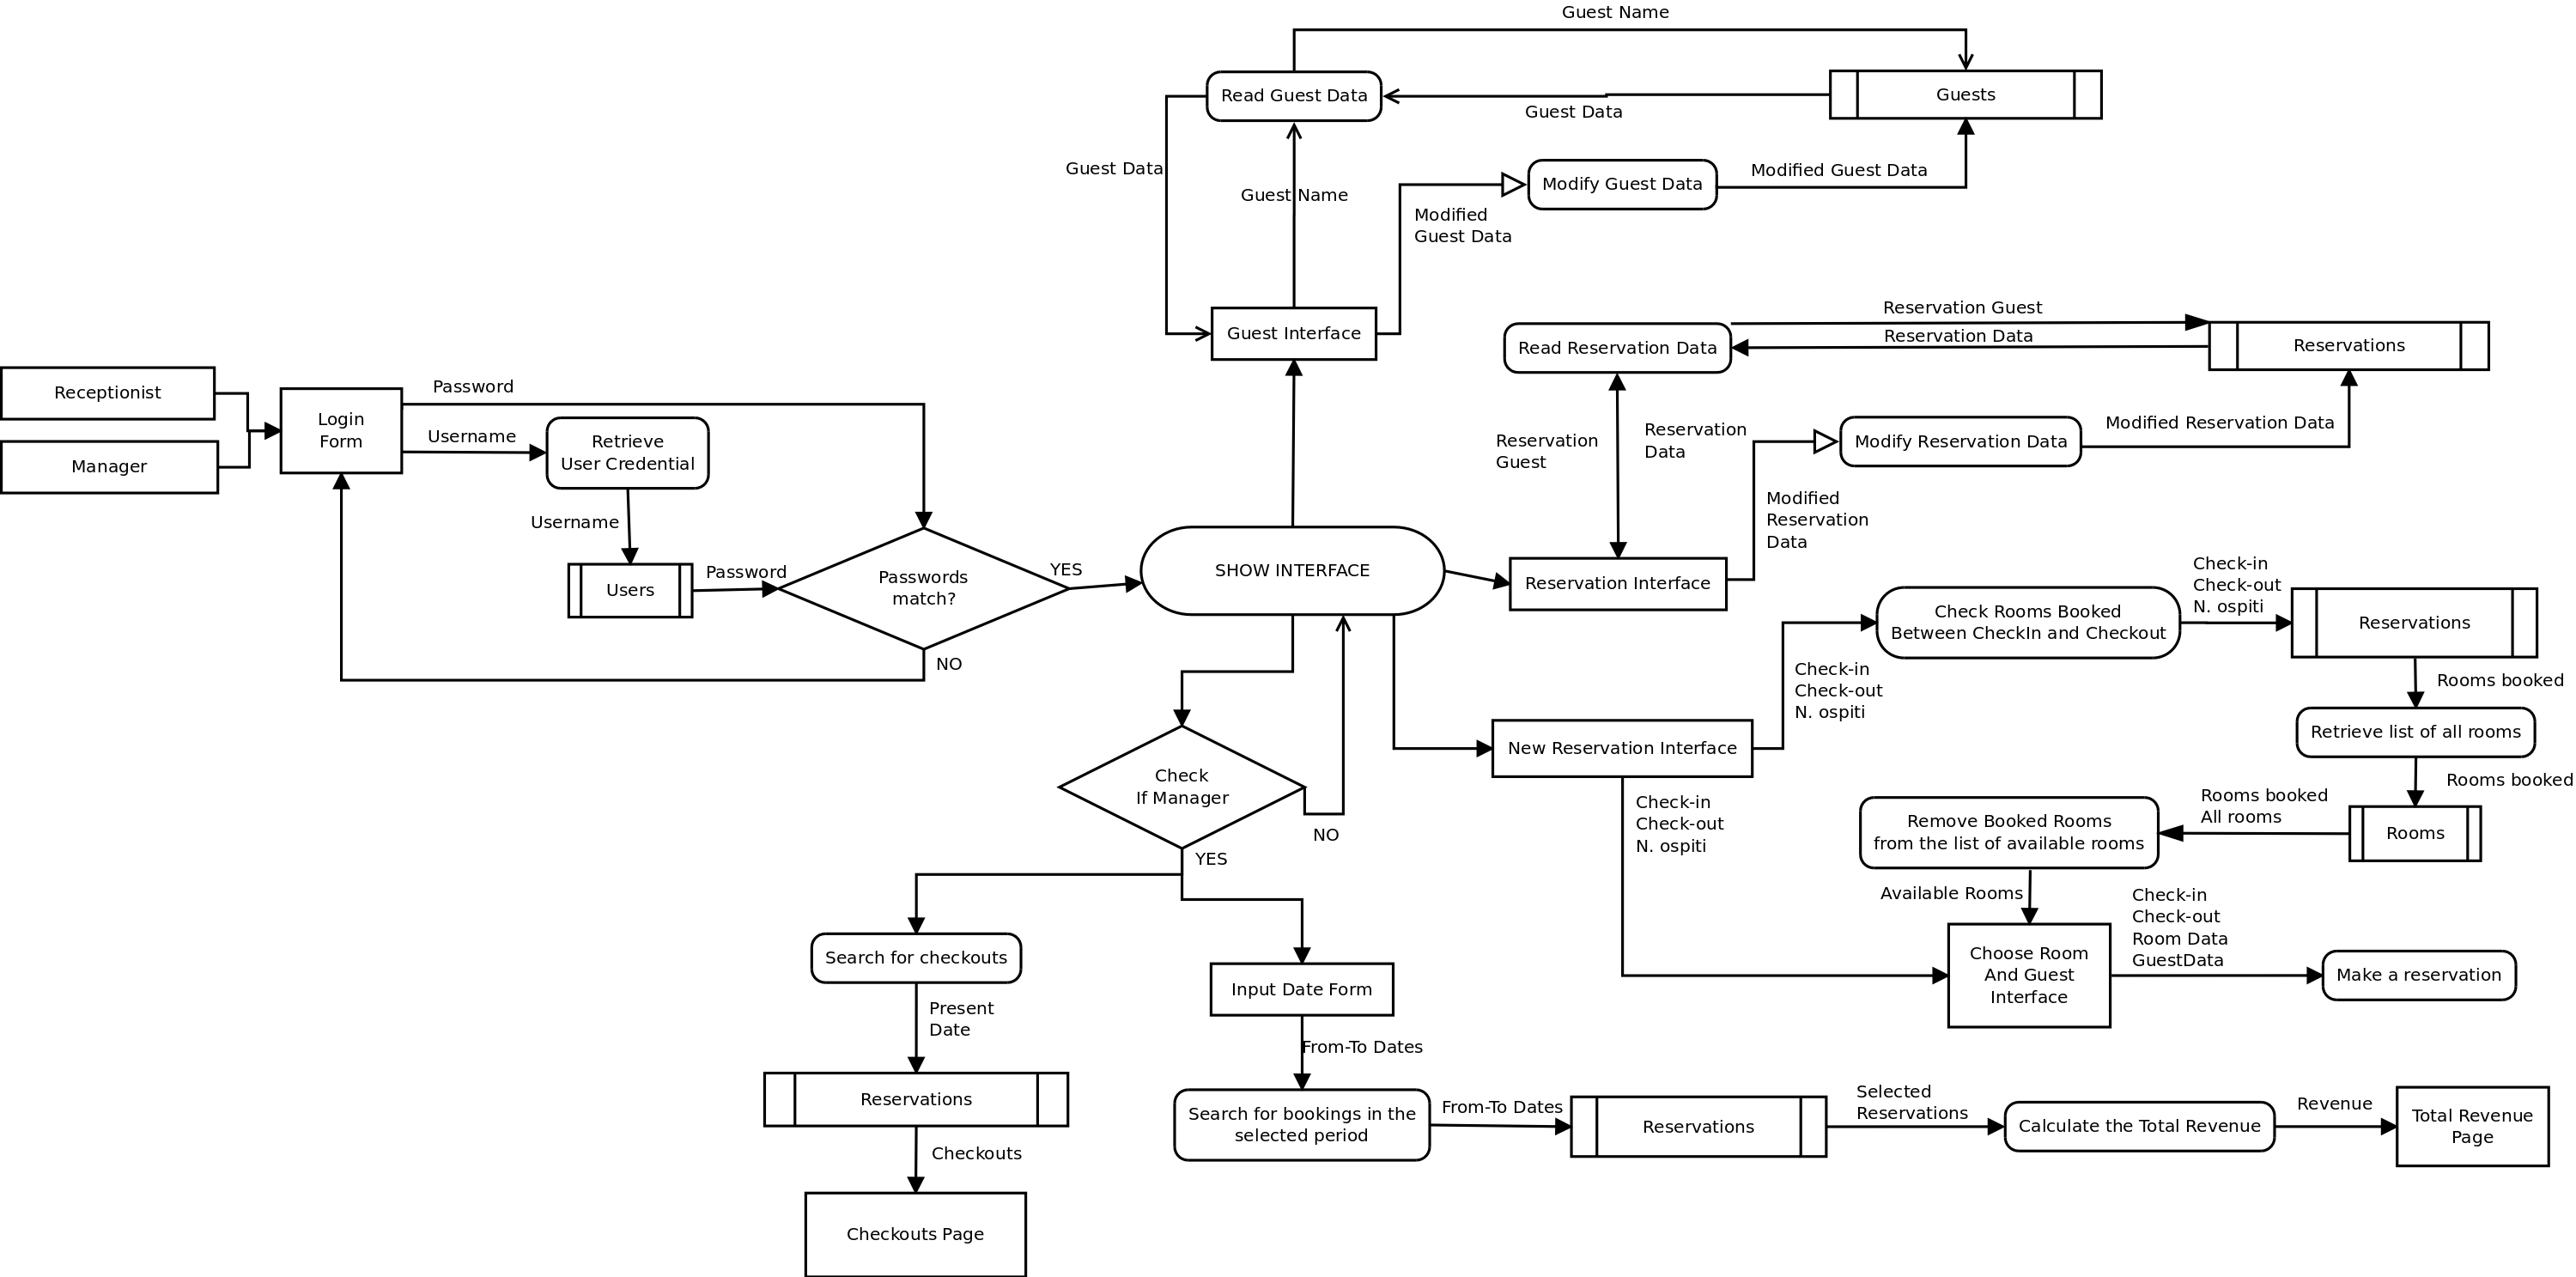 Guest Name
Read Guest Data
Guests
Guest Data
Guest Data
Guest Name
Modify Guest Data
Modified Guest Data
Modified
Guest Data
Guest Interface
Reservation Guest
Reservation Data
Read Reservation Data
Reservations
Receptionist
Manager
Login
Form
Password
Username
Retrieve
User Credential
Username
Users
Password
Passwords
match?
YES
NO
SHOW INTERFACE
Reservation
Guest
Reservation
Data
Modify Reservation Data
Modified Reservation Data
Modified
Reservation
Data
Reservation Interface
Check Rooms Booked
Between CheckIn and Checkout
Check-in
Check-out
N. ospiti
Reservations
Check-in
Check-out
N. ospiti
Rooms booked
Retrieve list of all rooms
New Reservation Interface
Rooms booked
Check
If Manager
NO
YES
Check-in
Check-out
N. ospiti
Remove Booked Rooms
from the list of available rooms
Rooms booked
All rooms
Rooms
Available Rooms
Check-in
Check-out
Room Data
GuestData
Choose Room
And Guest
Interface
Make a reservation
Search for checkouts
Present
Date
Input Date Form
From-To Dates
Reservations
Checkouts
Checkouts Page
Search for bookings in the
selected period
From-To Dates
Reservations
Selected
Reservations
Calculate the Total Revenue
Revenue
Total Revenue
Page